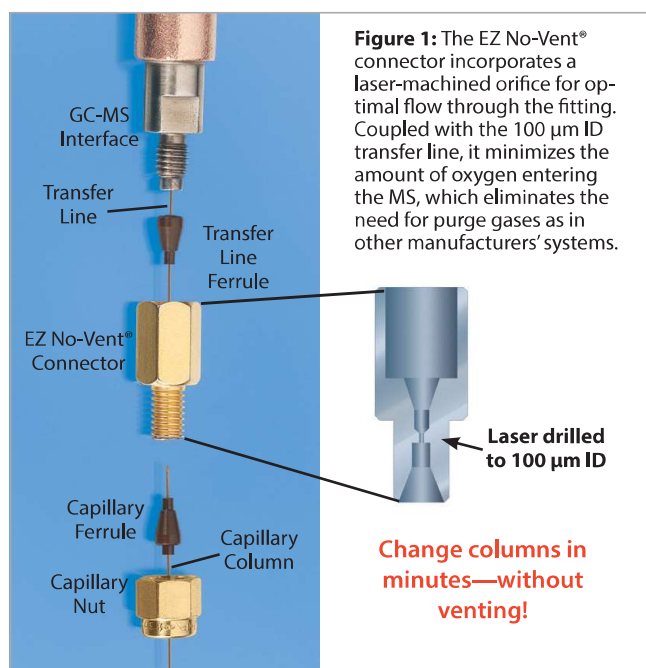 GC-MS
Interface
Transfer
Line
Transfer
Line
Ferrule
EZ No-Vent®
Connector
Capillary
Ferrule
Capillary
Column
Capillary
Nut
Figure 1: The EZ No-Vent®
connector incorporates a
laser-machined orifice for op-
timal flow through the fitting.
Coupled with the 100 µm ID
transfer line, it minimizes the
amount of oxygen entering
the MS, which eliminates the
need for purge gases as in
other manufacturers’ systems.
Laser drilled
to 100 µm ID
Change columns in
minutes—without
venting!